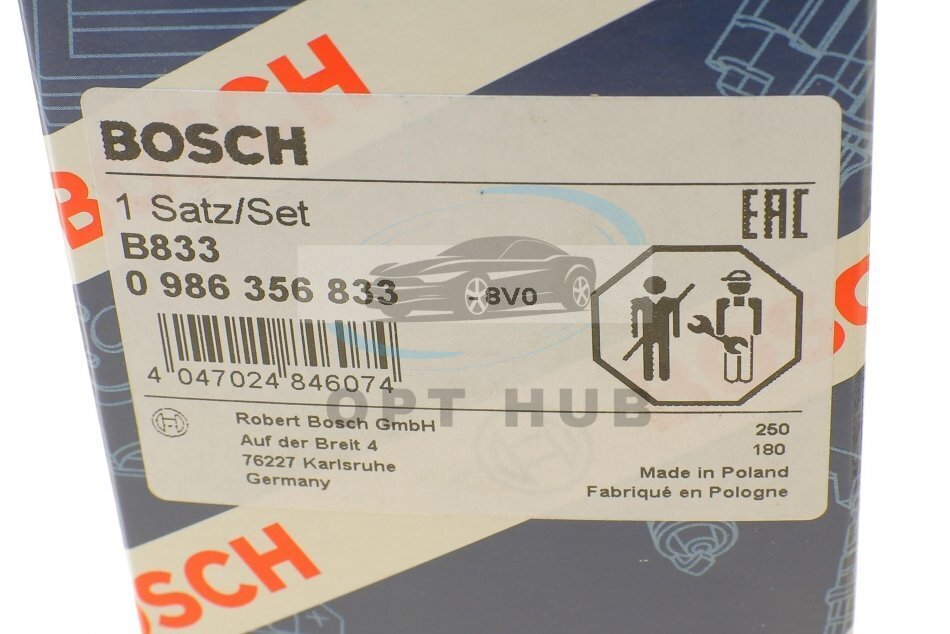 BOSCH
BOSCH
1 Satz/Set
EAC
B833
0 986 356 833 - 8V0
4 047024 846074
OPT HUB
Robert Bosch GmbH
Auf der Breit 4
76227 Karlsruhe
Germany
250
180
Made in Poland
Fabriqué en Pologne
BOSCH